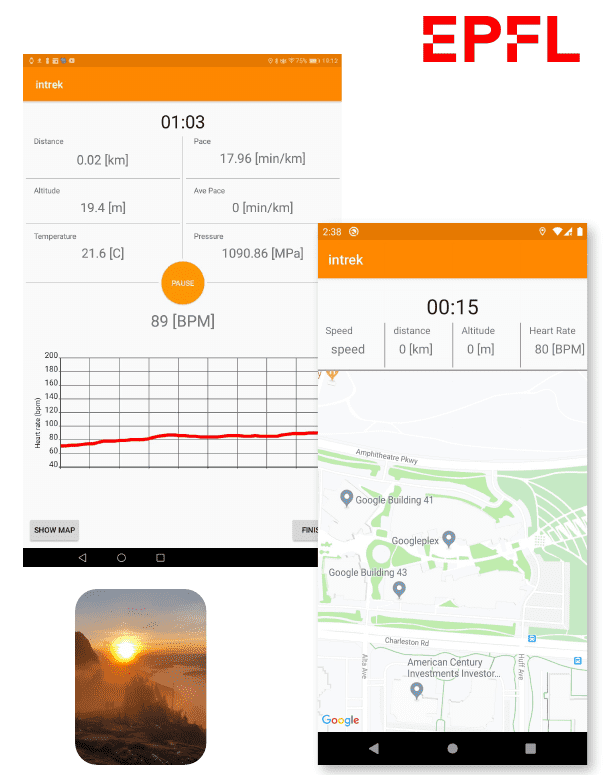 EPFL
75% 19:13
intrek
01:03
Distance
0.02 [km]
Pace
17.96 [min/km]
Altitude
19.4 [m]
Ave Pace
0 [min/km]
Temperature
21.6 [C]
Pressure
1090.86 [MPa]
PAUSE
89 [BPM]
Heart rate (bpm)
200
180
160
140
120
100
80
60
40
SHOW MAP
FINIS
2:38
intrek
00:15
Speed
speed
distance
0 [km]
Altitude
0 [m]
Heart Rate
80 [BPM]
y
Amphitheatre Pkwy
Google Building 41
Googleplex
Google Building 43
Charleston Rd
Alta Ave
Huff Ave
American Century
Investments Investor...
Google